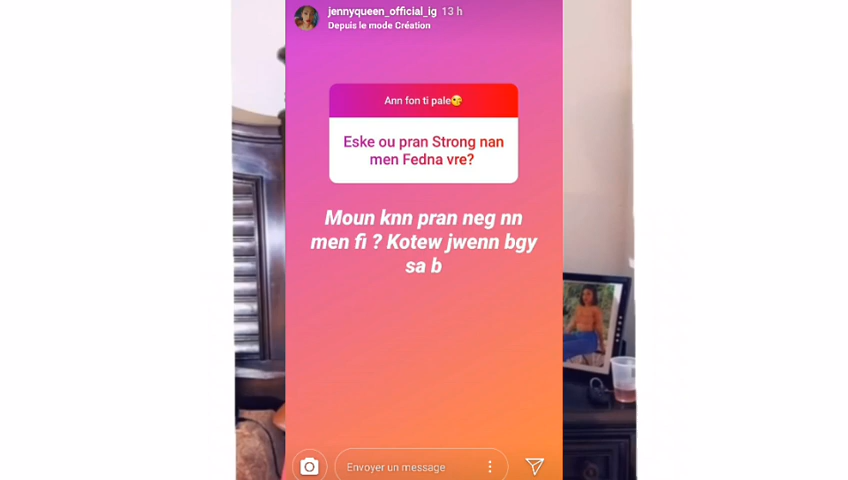 jennyqueen_official_ig 13 h
Depuis le mode Création
Ann fon ti pale😘
Eske ou pran Strong nan
men Fedna vre?
Moun knn pran neg nn
men fi ? Kotew jwenn bgy
sa b
Envoyer un message